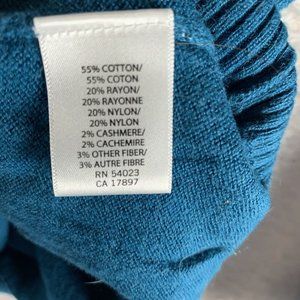 55% COTTON/
55% COTON
20% RAYON/
20% RAYONNE
20% NYLON/
20% NYLON
2% CASHMERE/
2% CACHEMIRE
3% OTHER FIBER/
3% AUTRE FIBRE
RN 54023
CA 17897